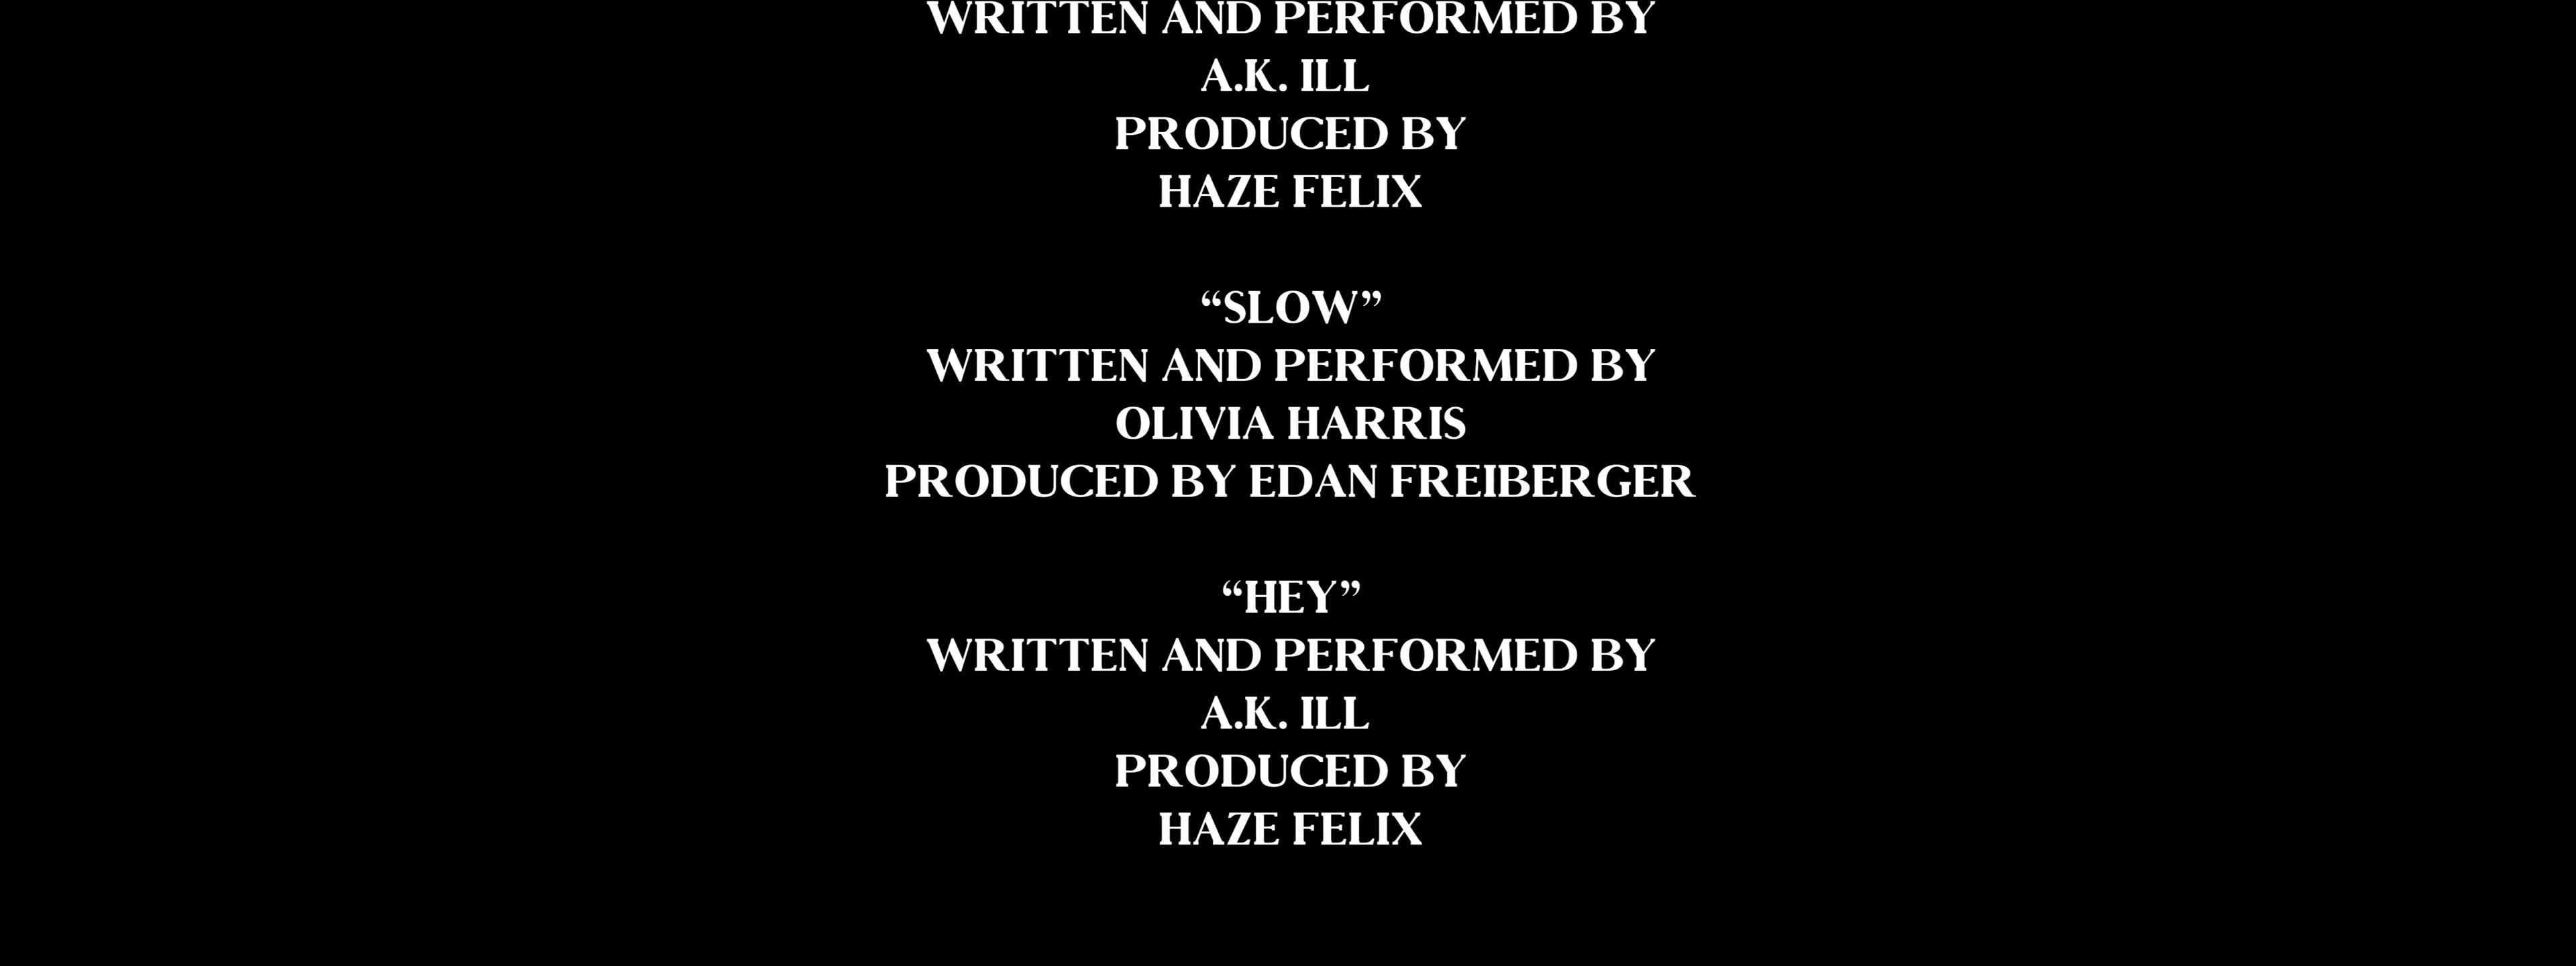 WRITTEN AND PERFORMED BY
A.K. ILL
PRODUCED BY
HAZE FELIX
“SLOW”
WRITTEN AND PERFORMED BY
OLIVIA HARRIS
PRODUCED BY EDAN FREIBERGER
“HEY”
WRITTEN AND PERFORMED BY
A.K. ILL
PRODUCED BY
HAZE FELIX